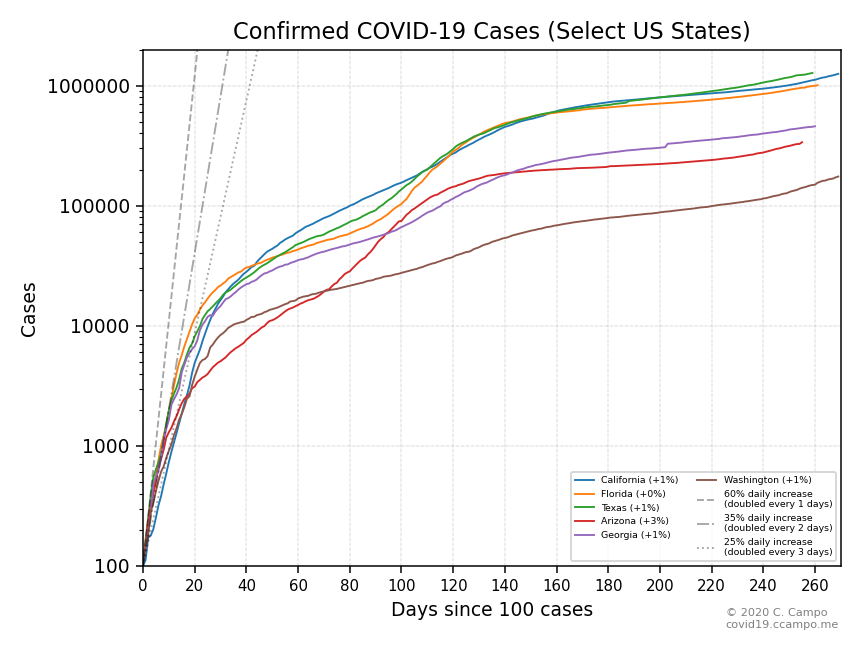 Confirmed COVID-19 Cases (Select US States)
Cases
1000000
100000
10000
1000
100
0 20 40 60 80 100 120 140 160 180 200 220 240 260
Days since 100 cases
California (+1%)
Florida (+0%)
Texas (+1%)
Arizona (+3%)
Georgia (+1%)
Washington (+1%)
60% daily increase
(doubled every 1 days)
35% daily increase
(doubled every 2 days)
25% daily increase
(doubled every 3 days)
© 2020 C. Campo
covid19.ccampo.me